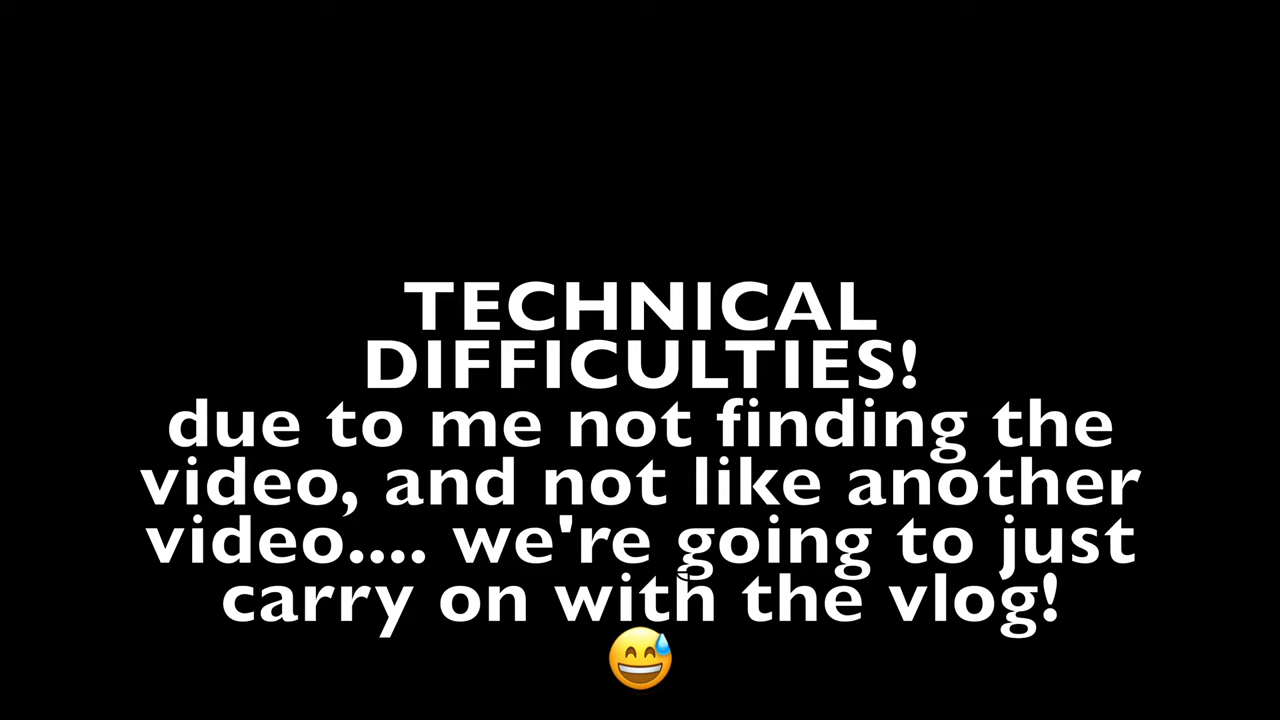 TECHNICAL
DIFFICULTIES!
due to me not finding the
video, and not like another
video.... we're going to just
carry on with the vlog!
😅